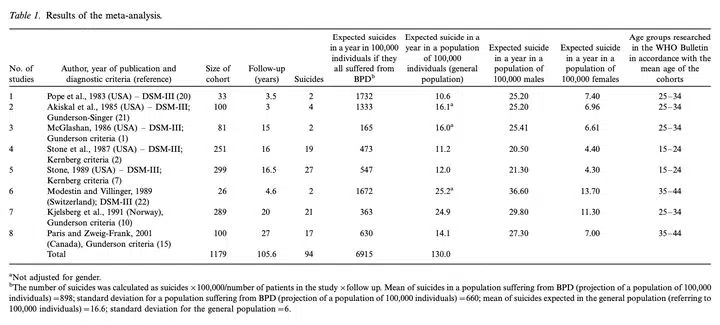 Table 1. Results of the meta-analysis.
No. of studies | Author, year of publication and diagnostic criteria (reference) | Size of cohort | Follow-up (years) | Suicides | Expected suicides in a year in 100,000 individuals if they all suffered from BPDb | Expected suicide in a year in a population of 100,000 individuals (general population) | Expected suicide in a year in a population of 100,000 males | Expected suicide in a year in a population of 100,000 females | Age groups researched in the WHO Bulletin in accordance with the mean age of the cohorts
1 Pope et al., 1983 (USA) – DSM-III (20) 33 3.5 2 1732 10.6 25.20 7.40 25–34
2 Akiskal et al., 1985 (USA) – DSM-III; 100 3 4 1333 16.1a 25.20 6.96 25–34
Gunderson-Singer (21)
3 McGlashan, 1986 (USA) – DSM-III; 81 15 2 165 16.0a 25.41 6.61 25–34
Gunderson criteria (1)
4 Stone et al., 1987 (USA) – DSM-III; 251 16 19 473 11.2 20.50 4.40 15–24
Kernberg criteria (2)
5 Stone, 1989 (USA) – DSM-III; 299 16.5 27 547 12.0 21.30 4.30 15–24
Kernberg criteria (7)
6 Modestin and Villinger, 1989 26 4.6 2 1672 25.2a 36.60 13.70 35–44
(Switzerland); DSM-III (22)
7 Kjelsberg et al., 1991 (Norway), 289 20 21 363 24.9 29.80 11.30 25–34
Gunderson criteria (10)
8 Paris and Zweig-Frank, 2001 100 27 17 630 14.1 27.30 7.00 35–44
(Canada), Gunderson criteria (15)
Total 1179 105.6 94 6915 130.0
aNot adjusted for gender.
bThe number of suicides was calculated as suicides ×100,000/number of patients in the study ×follow up. Mean of suicides in a population suffering from BPD (projection of a population of 100,000
individuals) =898; standard deviation for a population suffering from BPD (projection of a population of 100,000 individuals) =660; mean of suicides expected in the general population (referring to
100,000 individuals) =16.6; standard deviation for the general population =6.